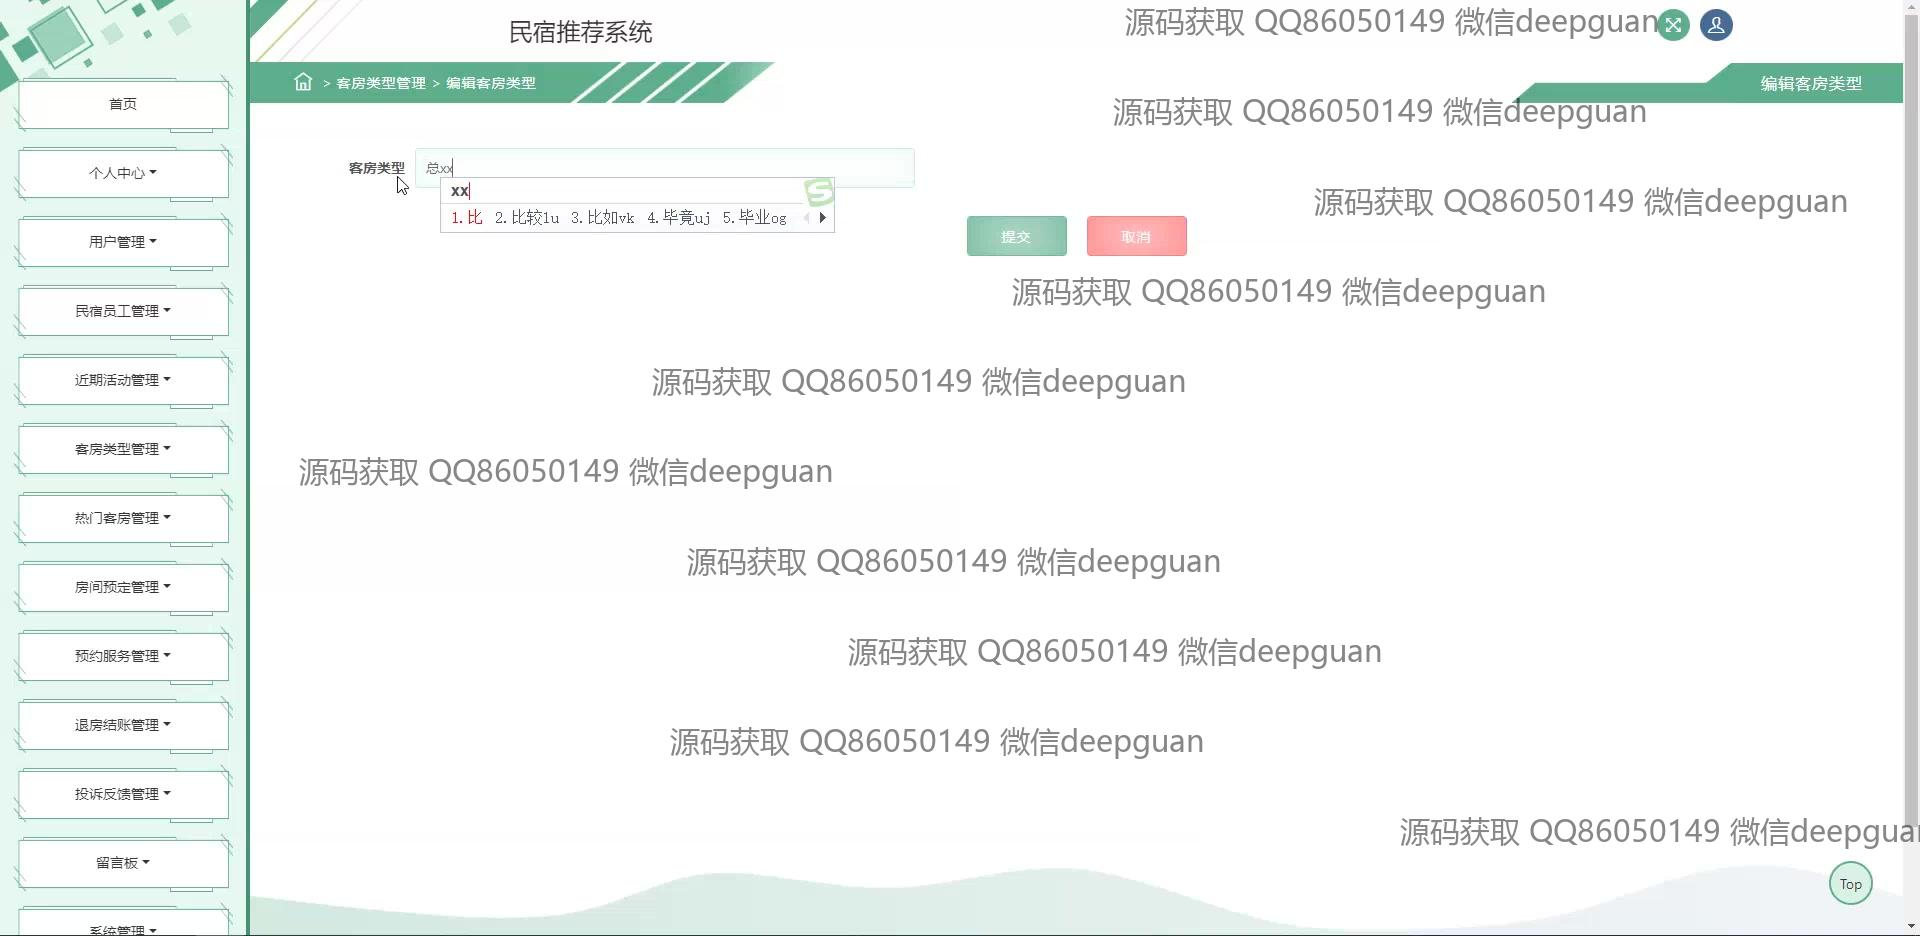 民宿推荐系统
源码获取 QQ86050149 微信deepguan
> 客房类型管理 > 编辑客房类型
编辑客房类型
源码获取 QQ86050149 微信deepguan
首页
个人中心
用户管理
民宿员工管理
近期活动管理
客房类型管理
热门客房管理
房间预定管理
预约服务管理
退房结账管理
投诉反馈管理
留言板
系统管理
客房类型
总xx
xx
1.比 2.比较lu 3.比如vk 4.毕竟uj 5.毕业og
提交
取消
源码获取 QQ86050149 微信deepguan
源码获取 QQ86050149 微信deepguan
源码获取 QQ86050149 微信deepguan
源码获取 QQ86050149 微信deepguan
源码获取 QQ86050149 微信deepguan
源码获取 QQ86050149 微信deepguan
源码获取 QQ86050149 微信deepguan
源码获取 QQ86050149 微信deepguan
Top